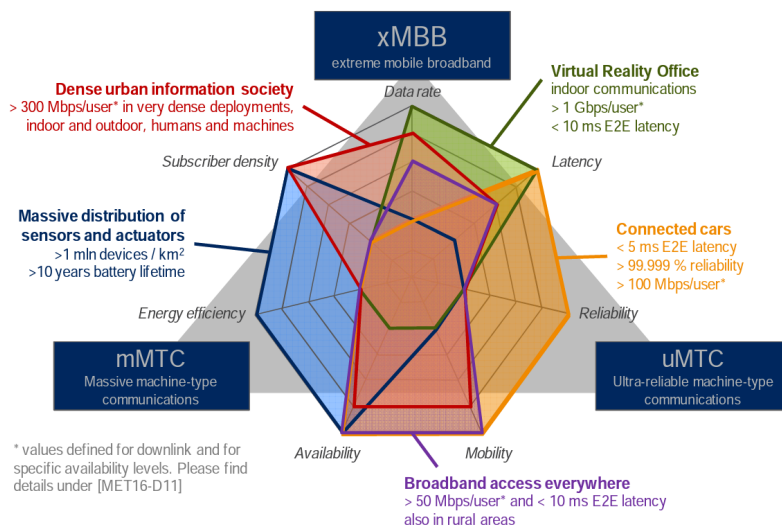 xMBB
extreme mobile broadband
Dense urban information society
> 300 Mbps/user* in very dense deployments,
indoor and outdoor, humans and machines
Virtual Reality Office
indoor communications
> 1 Gbps/user*
< 10 ms E2E latency
Data rate
Subscriber density
Latency
Massive distribution of
sensors and actuators
>1 mln devices / km²
>10 years battery lifetime
Connected cars
< 5 ms E2E latency
> 99.999 % reliability
> 100 Mbps/user*
Energy efficiency
Reliability
mMTC
Massive machine-type
communications
uMTC
Ultra-reliable machine-type
communications
Availability
Mobility
* values defined for downlink and for
specific availability levels. Please find
details under [MET16-D11]
Broadband access everywhere
> 50 Mbps/user* and < 10 ms E2E latency
also in rural areas